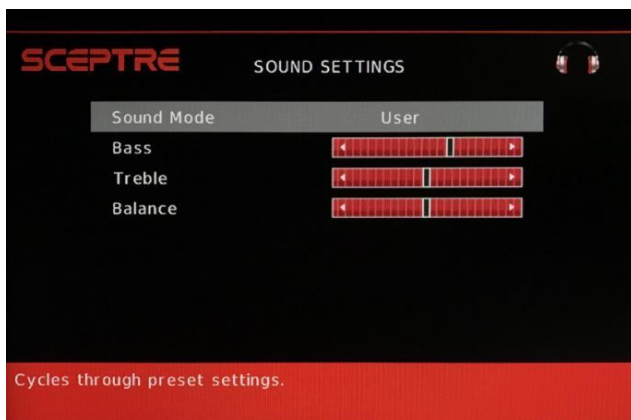 SCEPTRE
SOUND SETTINGS
Sound Mode User
Bass
Treble
Balance
Cycles through preset settings.